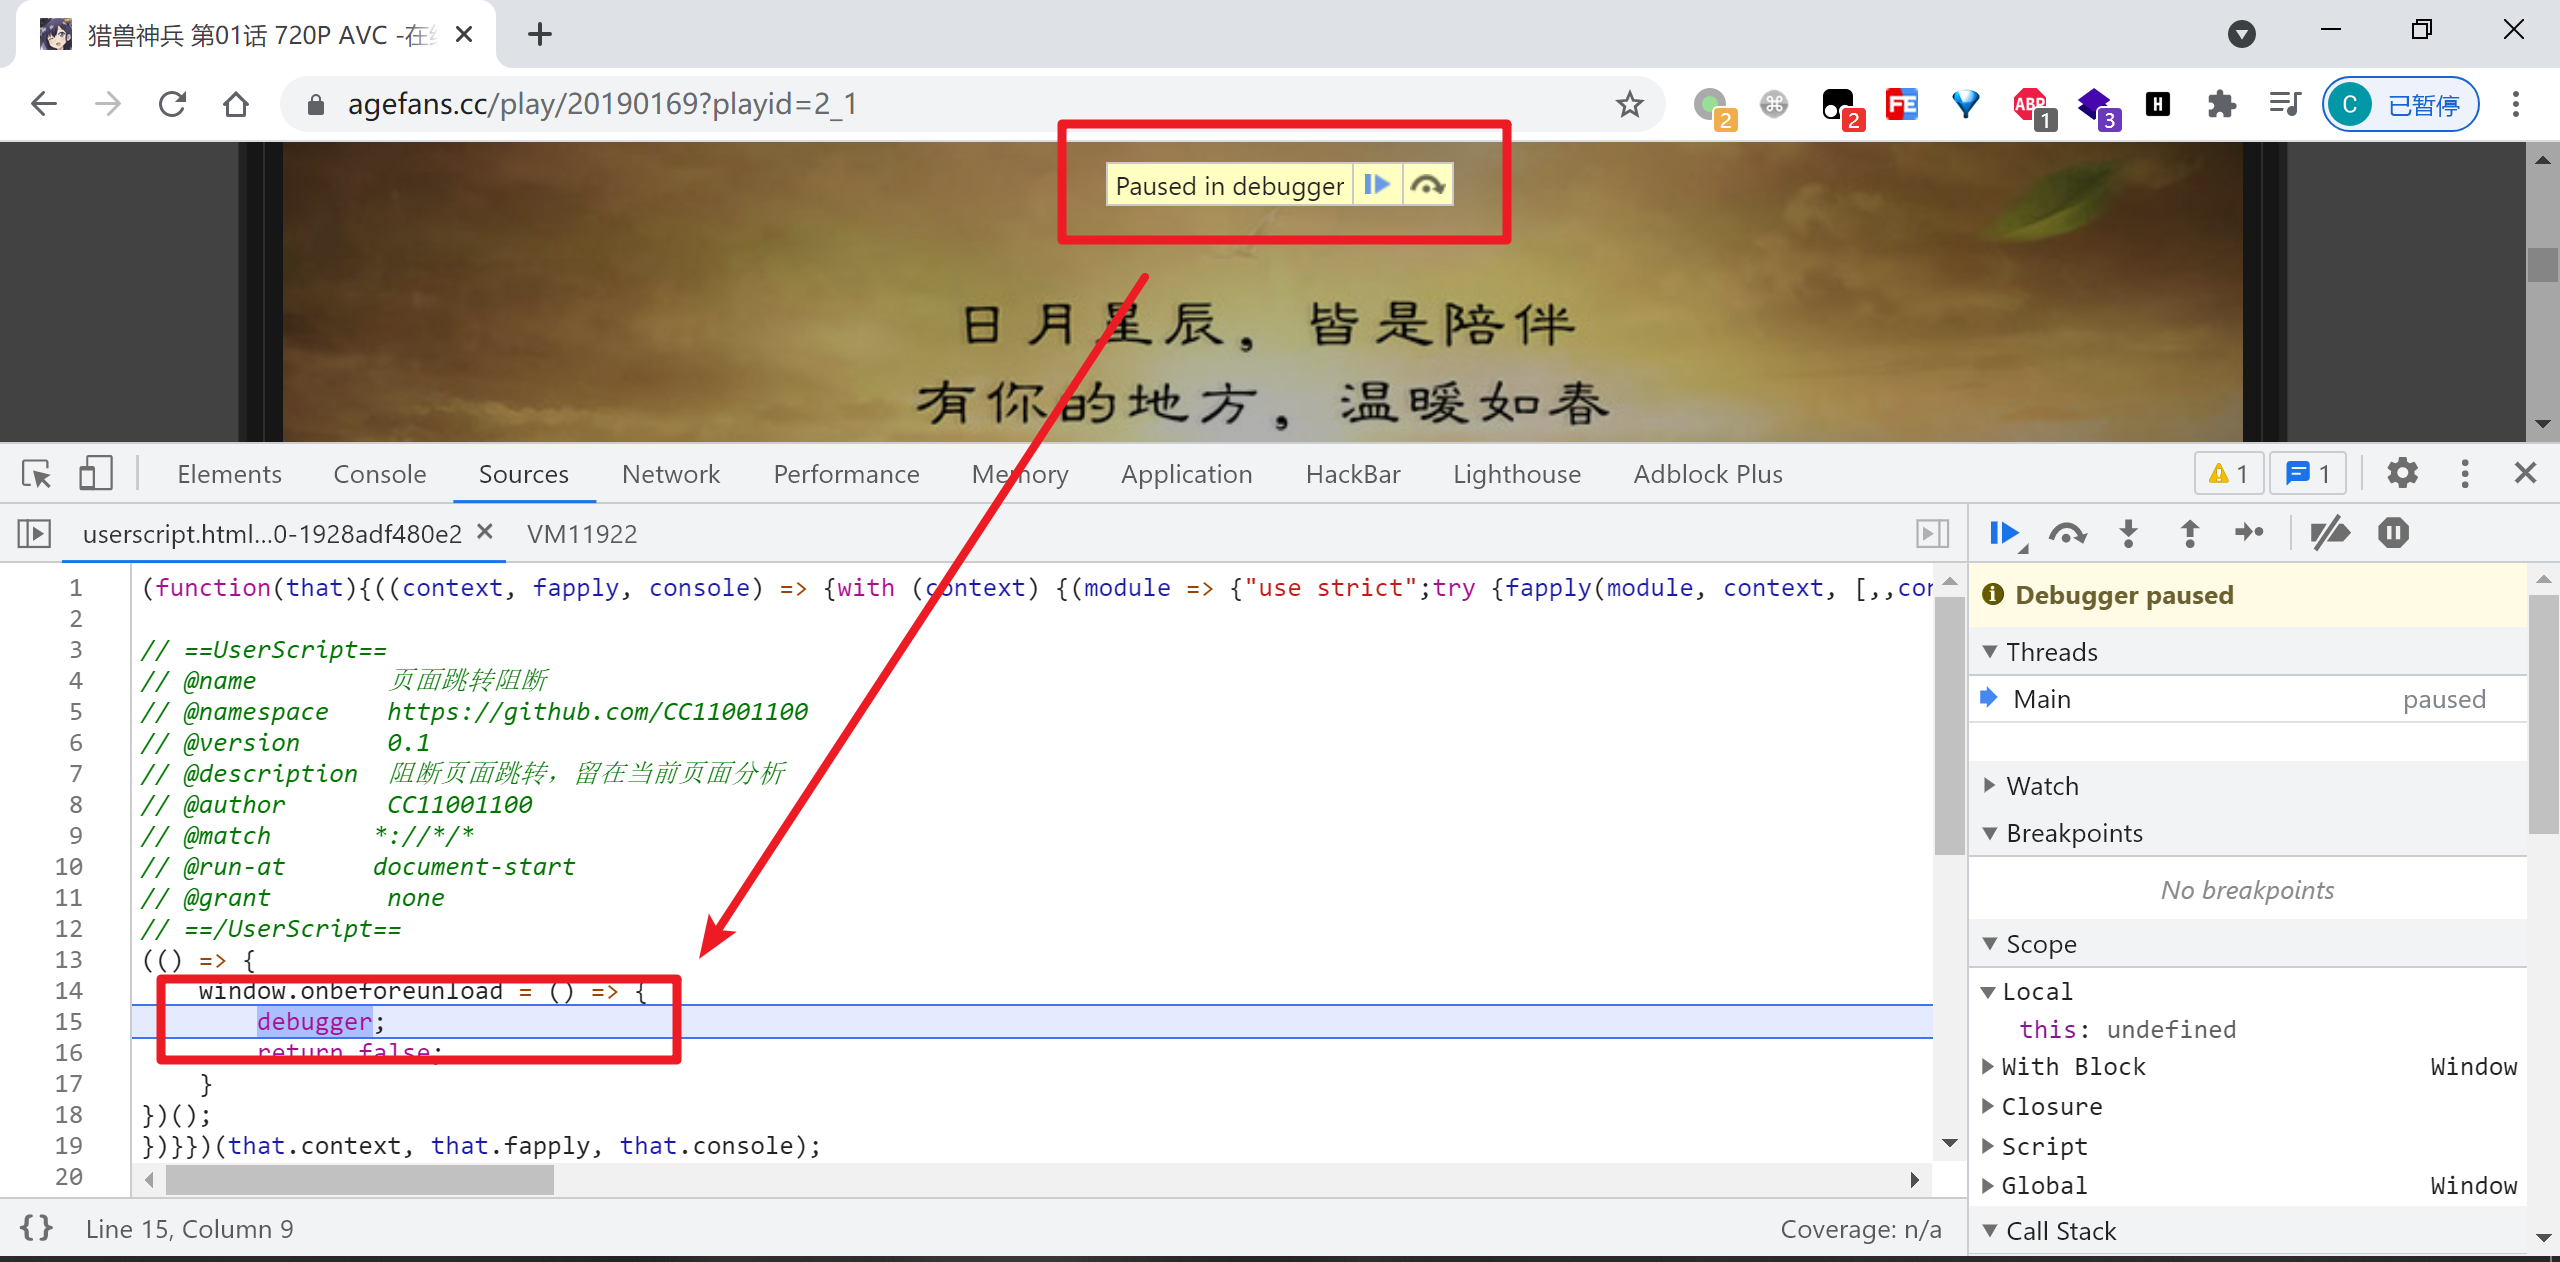 猎兽神兵 第01话 720P AVC -在
agefans.cc/play/20190169?playid=2_1
2
2
FE
ABP
1
3
H
C 已暂停
Paused in debugger
日月星辰，皆是陪伴
有你的地方，温暖如春
Elements Console Sources Network Performance Memory Application HackBar Lighthouse Adblock Plus
1
1
userscript.html...0-1928adf480e2 VM11922
1 (function(that){((context, fapply, console) => {with (context) {(module => {"use strict";try {fapply(module, context, [,,cor
2
3 // ==UserScript==
4 // @name 页面跳转阻断
5 // @namespace https://github.com/CC11001100
6 // @version 0.1
7 // @description 阻断页面跳转，留在当前页面分析
8 // @author CC11001100
9 // @match *://*/*
10 // @run-at document-start
11 // @grant none
12 // ==/UserScript==
13 (() => {
14 window.onbeforeunload = () => {
15 debugger;
16 return false;
17 }
18 })();
19 })}})(that.context, that.fapply, that.console);
20
{} Line 15, Column 9
Coverage: n/a
Debugger paused
Threads
Main paused
Watch
Breakpoints
No breakpoints
Scope
Local
this: undefined
With Block Window
Closure
Script
Global Window
Call Stack